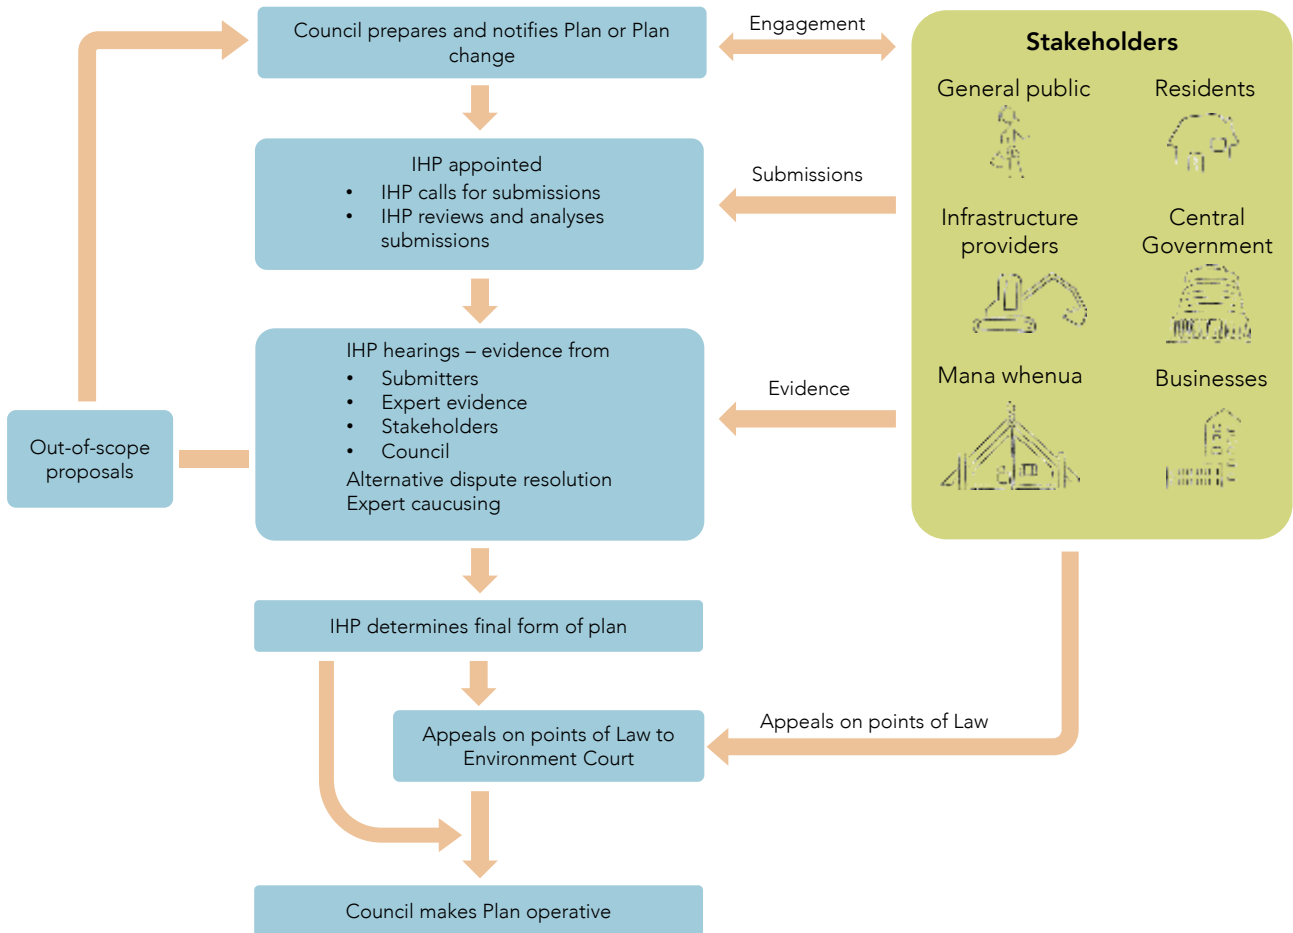 Council prepares and notifies Plan or Plan
change
Engagement
Stakeholders
General public
Residents
IHP appointed
• IHP calls for submissions
• IHP reviews and analyses
submissions
Submissions
Infrastructure
providers
Central
Government
IHP hearings – evidence from
• Submitters
• Expert evidence
• Stakeholders
• Council
Alternative dispute resolution
Expert caucusing
Evidence
Mana whenua
Businesses
Out-of-scope
proposals
IHP determines final form of plan
Appeals on points of Law to
Environment Court
Appeals on points of Law
Council makes Plan operative